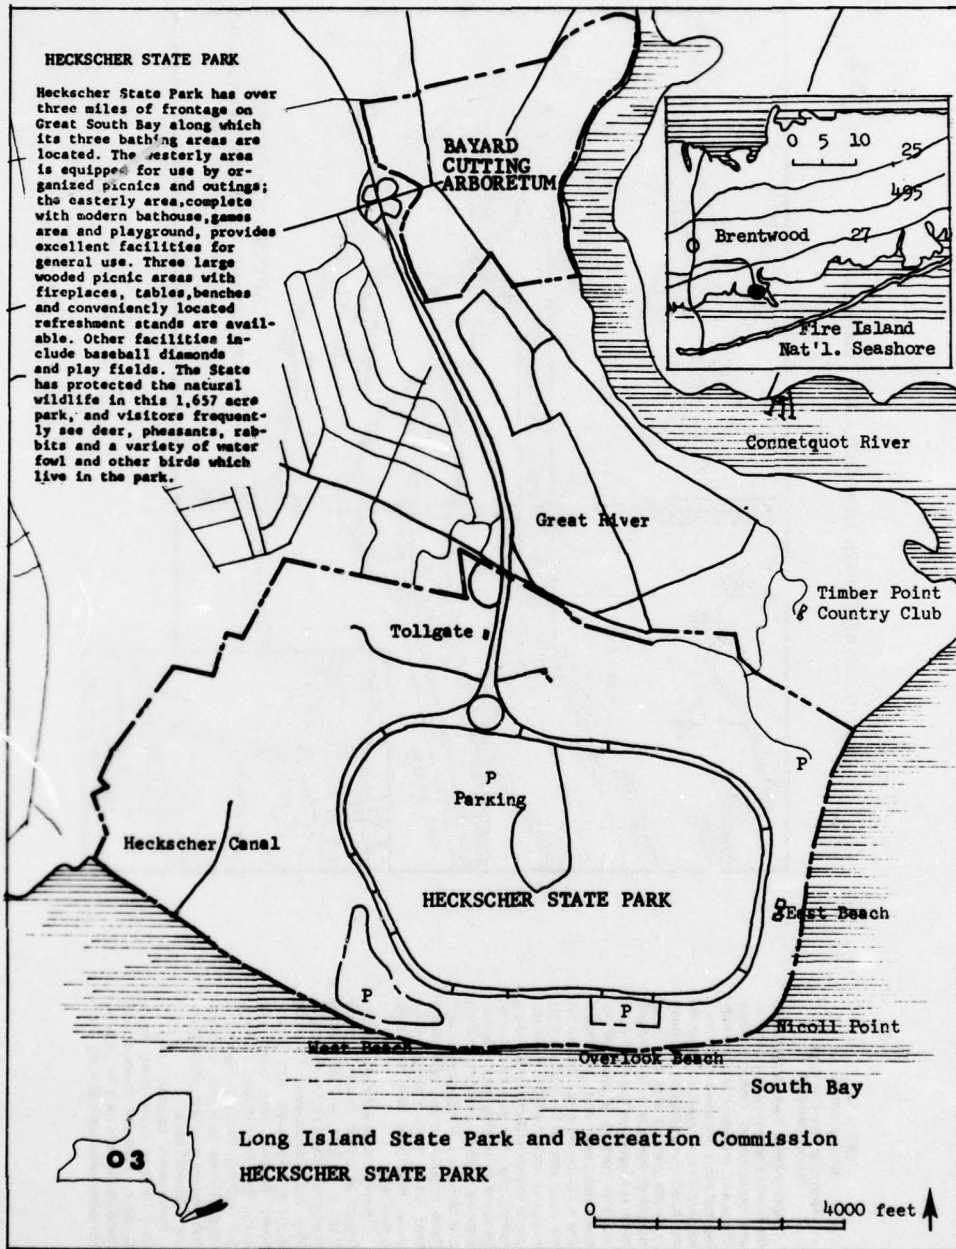 HECKSCHER STATE PARK
Heckscher State Park has over
three miles of frontage on
Great South Bay along which
its three bathing areas are
located. The westerly area
is equipped for use by or-
ganized picnics and outings;
the easterly area,complete
with modern bathouse,games
area and playground, provides
excellent facilities for
general use. Three large
wooded picnic areas with
fireplaces, tables,benches
and conveniently located
refreshment stands are avail-
able. Other facilities in-
clude baseball diamonds
and play fields. The State
has protected the natural
wildlife in this 1,657 acre
park, and visitors frequent-
ly see deer, pheasants, rab-
bits and a variety of water
fowl and other birds which
live in the park.
BAYARD
CUTTING
ARBORETUM
0 5 10
25
495
Brentwood
27
Fire Island
Nat'l. Seashore
Connetquot River
Great River
Timber Point
Country Club
Tollgate
P
P
Parking
Heckscher Canal
HECKSCHER STATE PARK
East Beach
P
P
Nicoll Point
West Beach
Overlook Beach
South Bay
03
Long Island State Park and Recreation Commission
HECKSCHER STATE PARK
0 4000 feet